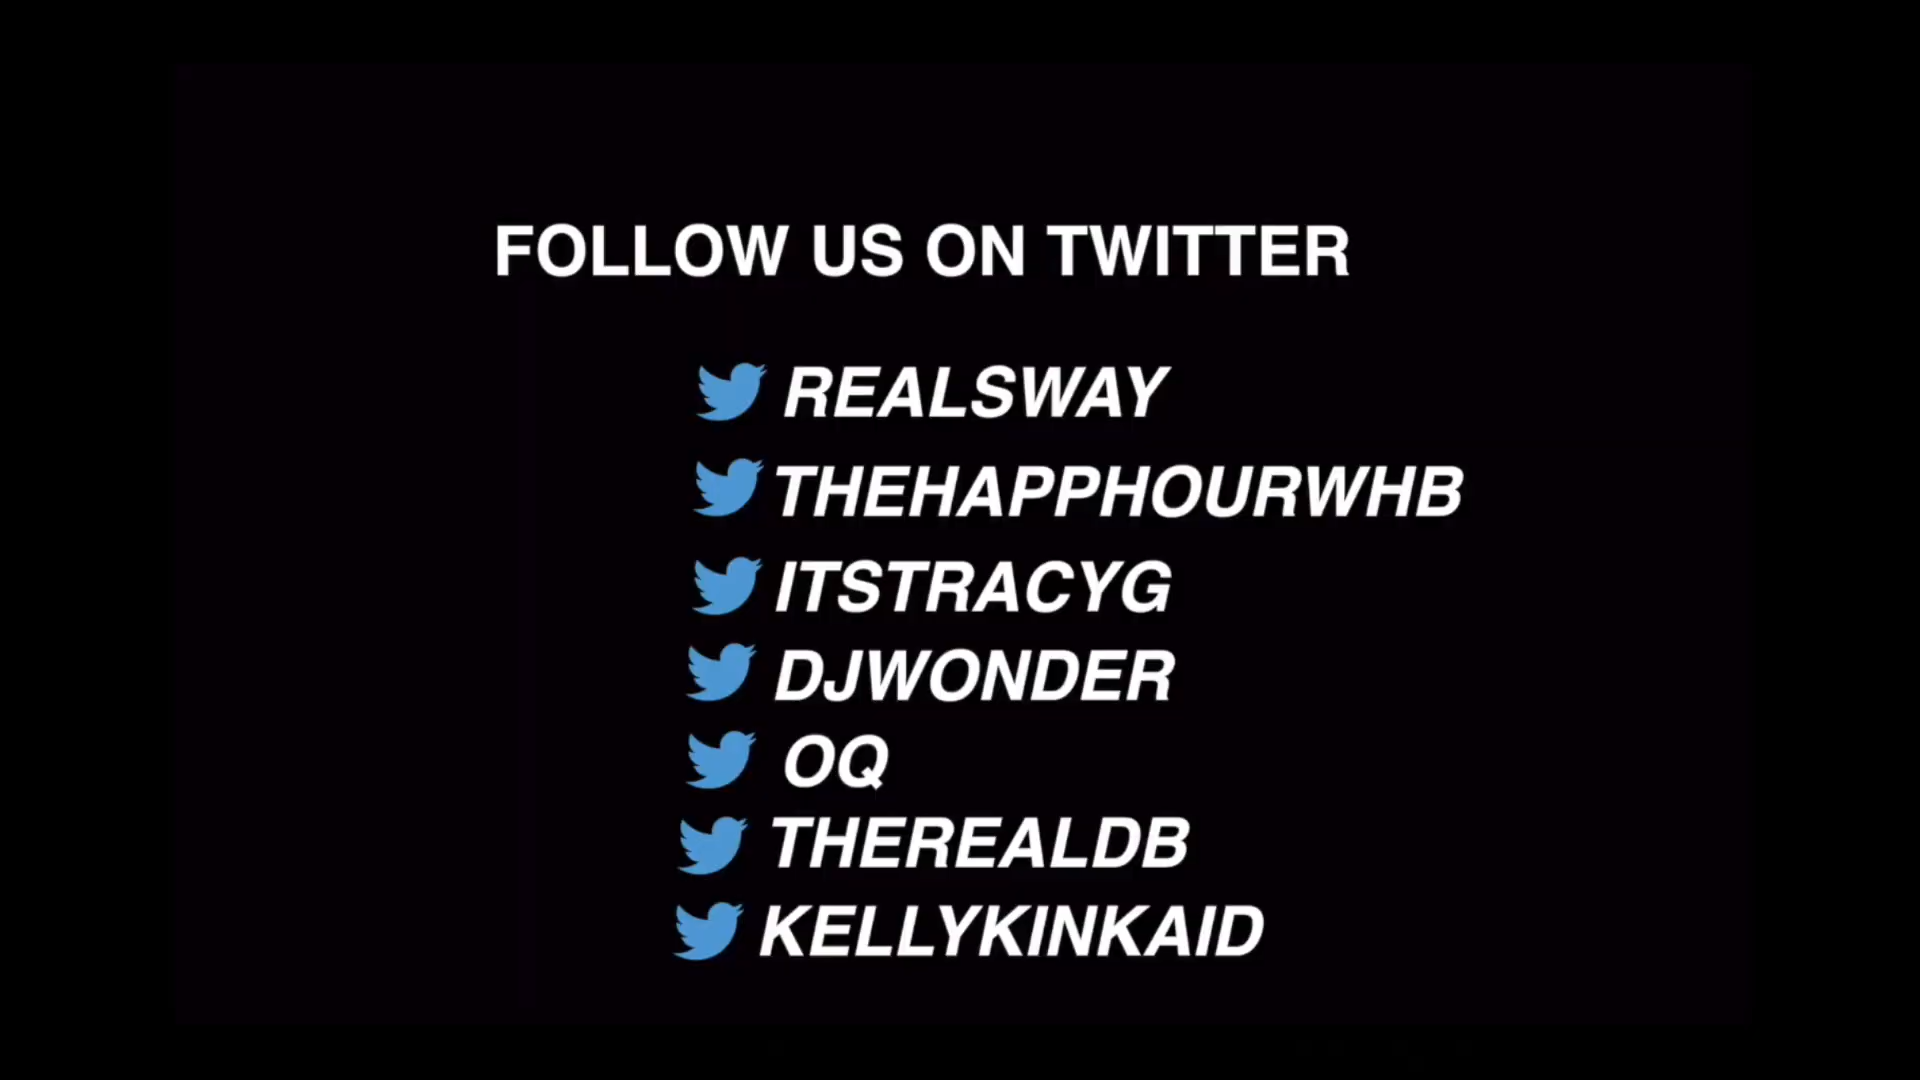 FOLLOW US ON TWITTER
REALSWAY
THEHAPPHOURWHB
ITSTRACYG
DJWONDER
OQ
THEREALDB
KELLYKINKAID